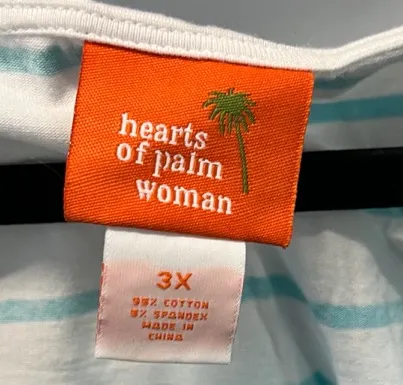 hearts
of palm
woman
3X
95% COTTON
5% SPANDEX
MADE IN
CHINA